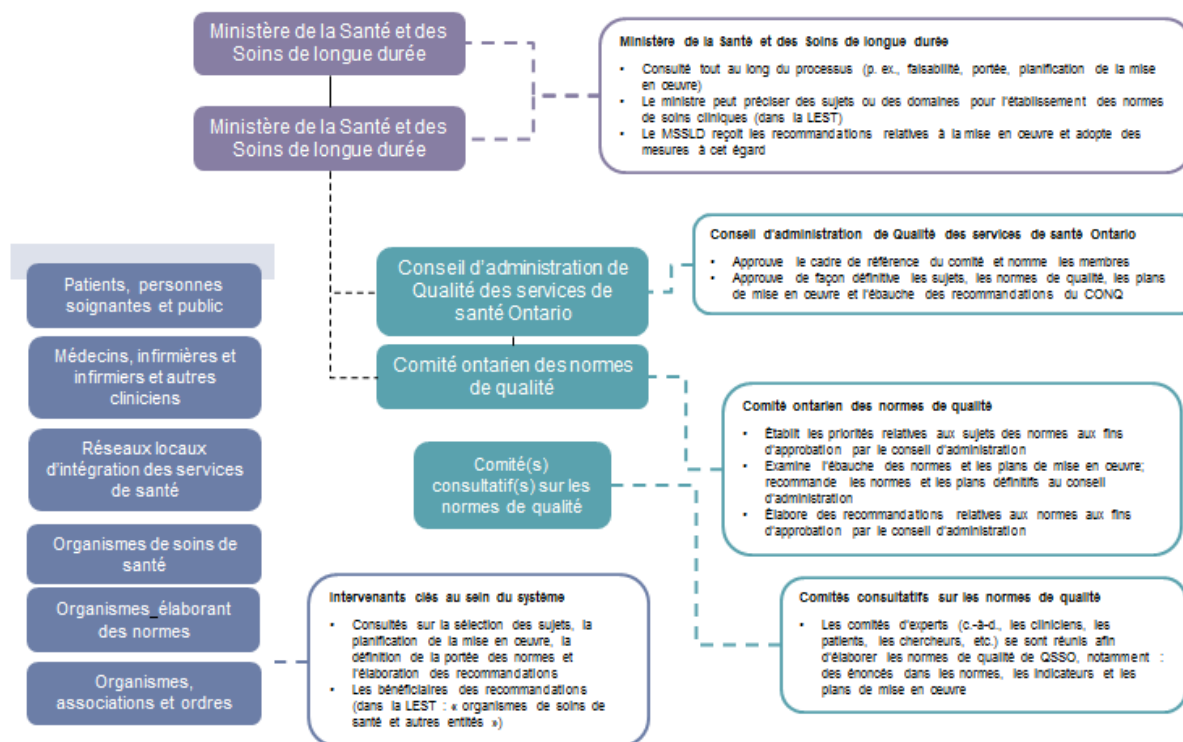 Ministère de la Santé et des
Soins de longue durée
Ministère de la Santé et des
Soins de longue durée
Ministère de la Santé et des Soins de longue durée
• Consulté tout au long du processus (p. ex., faisabilité, portée, planification de la mise
en œuvre)
• Le ministre peut préciser des sujets ou des domaines pour l'établissement des normes
de soins cliniques (dans la LEST)
• Le MSSLD reçoit les recommandations relatives à la mise en œuvre et adopte des
mesures à cet égard
Conseil d'administration de
Qualité des services de
santé Ontario
Conseil d'administration de Qualité des services de santé Ontario
• Approuve le cadre de référence du comité et nomme les membres
• Approuve de façon définitive les sujets, les normes de qualité, les plans
de mise en œuvre et l'ébauche des recommandations du CONQ
Comité ontarien des normes
de qualité
Comité ontarien des normes de qualité
• Établit les priorités relatives aux sujets des normes aux fins
d'approbation par le conseil d'administration
• Examine l'ébauche des normes et les plans de mise en œuvre;
recommande les normes et les plans définitifs au conseil
d'administration
• Élabore des recommandations relatives aux normes aux fins
d'approbation par le conseil d'administration
Comité(s)
consultatif(s) sur les
normes de qualité
Comités consultatifs sur les normes de qualité
• Les comités d'experts (c.-à-d., les cliniciens, les
patients, les chercheurs, etc.) se sont réunis afin
d'élaborer les normes de qualité de QSSO, notamment :
des énoncés dans les normes, les indicateurs et les
plans de mise en œuvre
Patients, personnes
soignantes et public
Médecins, infirmières et
infirmiers et autres
cliniciens
Réseaux locaux
d'intégration des services
de santé
Organismes de soins de
santé
Organismes_élaborant
des normes
Organismes,
associations et ordres
Intervenants clés au sein du système
• Consultés sur la sélection des sujets, la
planification de la mise en œuvre, la
définition de la portée des normes et
l'élaboration des recommandations
• Les bénéficiaires des recommandations
(dans la LEST : « organismes de soins de
santé et autres entités »)